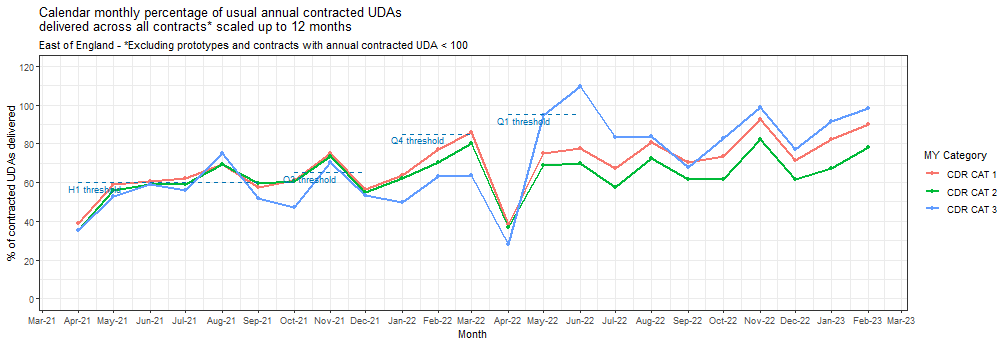 Calendar monthly percentage of usual annual contracted UDAs
delivered across all contracts* scaled up to 12 months
East of England - *Excluding prototypes and contracts with annual contracted UDA < 100
% of contracted UDAs delivered
120
100
80
60
40
20
0
H1 threshold
Q3 threshold
Q4 threshold
Q1 threshold
Mar-21 Apr-21 May-21 Jun-21 Jul-21 Aug-21 Sep-21 Oct-21 Nov-21 Dec-21 Jan-22 Feb-22 Mar-22 Apr-22 May-22 Jun-22 Jul-22 Aug-22 Sep-22 Oct-22 Nov-22 Dec-22 Jan-23 Feb-23 Mar-23
Month
MY Category
CDR CAT 1
CDR CAT 2
CDR CAT 3